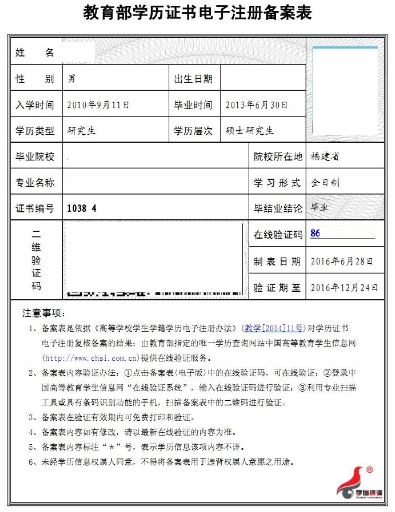 教育部学历证书电子注册备案表
姓 名
性 别 男 出生日期
入学时间 2010年9月11日 毕业时间 2013年6月30日
学历类型 研究生 学历层次 硕士研究生
毕业院校 院校所在地 福建省
专业名称 学习形式 全日制
证书编号 1038 4 毕结业结论 毕业
二维验证码 在线验证码 86
制表日期 2016年6月28日
验证期至 2016年12月24日
注意事项:
1、备案表是依据《高等学校学生学籍学历电子注册办法》(教学[2014]11号)对学历证书
电子注册复核备案的结果;由教育部指定的唯一学历查询网站中国高等教育学生信息网
(http://www.chsi.com.cn)提供在线验证服务。
2、备案表内容验证办法:①点击备案表(电子版)中的在线验证码,可在线验证;②登录中
国高等教育学生信息网“在线验证系统”,输入在线验证码进行验证;③利用专业扫描
工具或具有条码识别功能的手机,扫描备案表中的二维码进行验证。
3、备案表在验证有效期内可免费打印和验证。
4、备案表内容如有修改,请以最新在线验证的内容为准。
5、备案表内容标注“*”号,表示学历信息该项内容不详。
6、未经学历信息权属人同意,不得将备案表用于违背权属人意愿之用途。
学信咨询
®